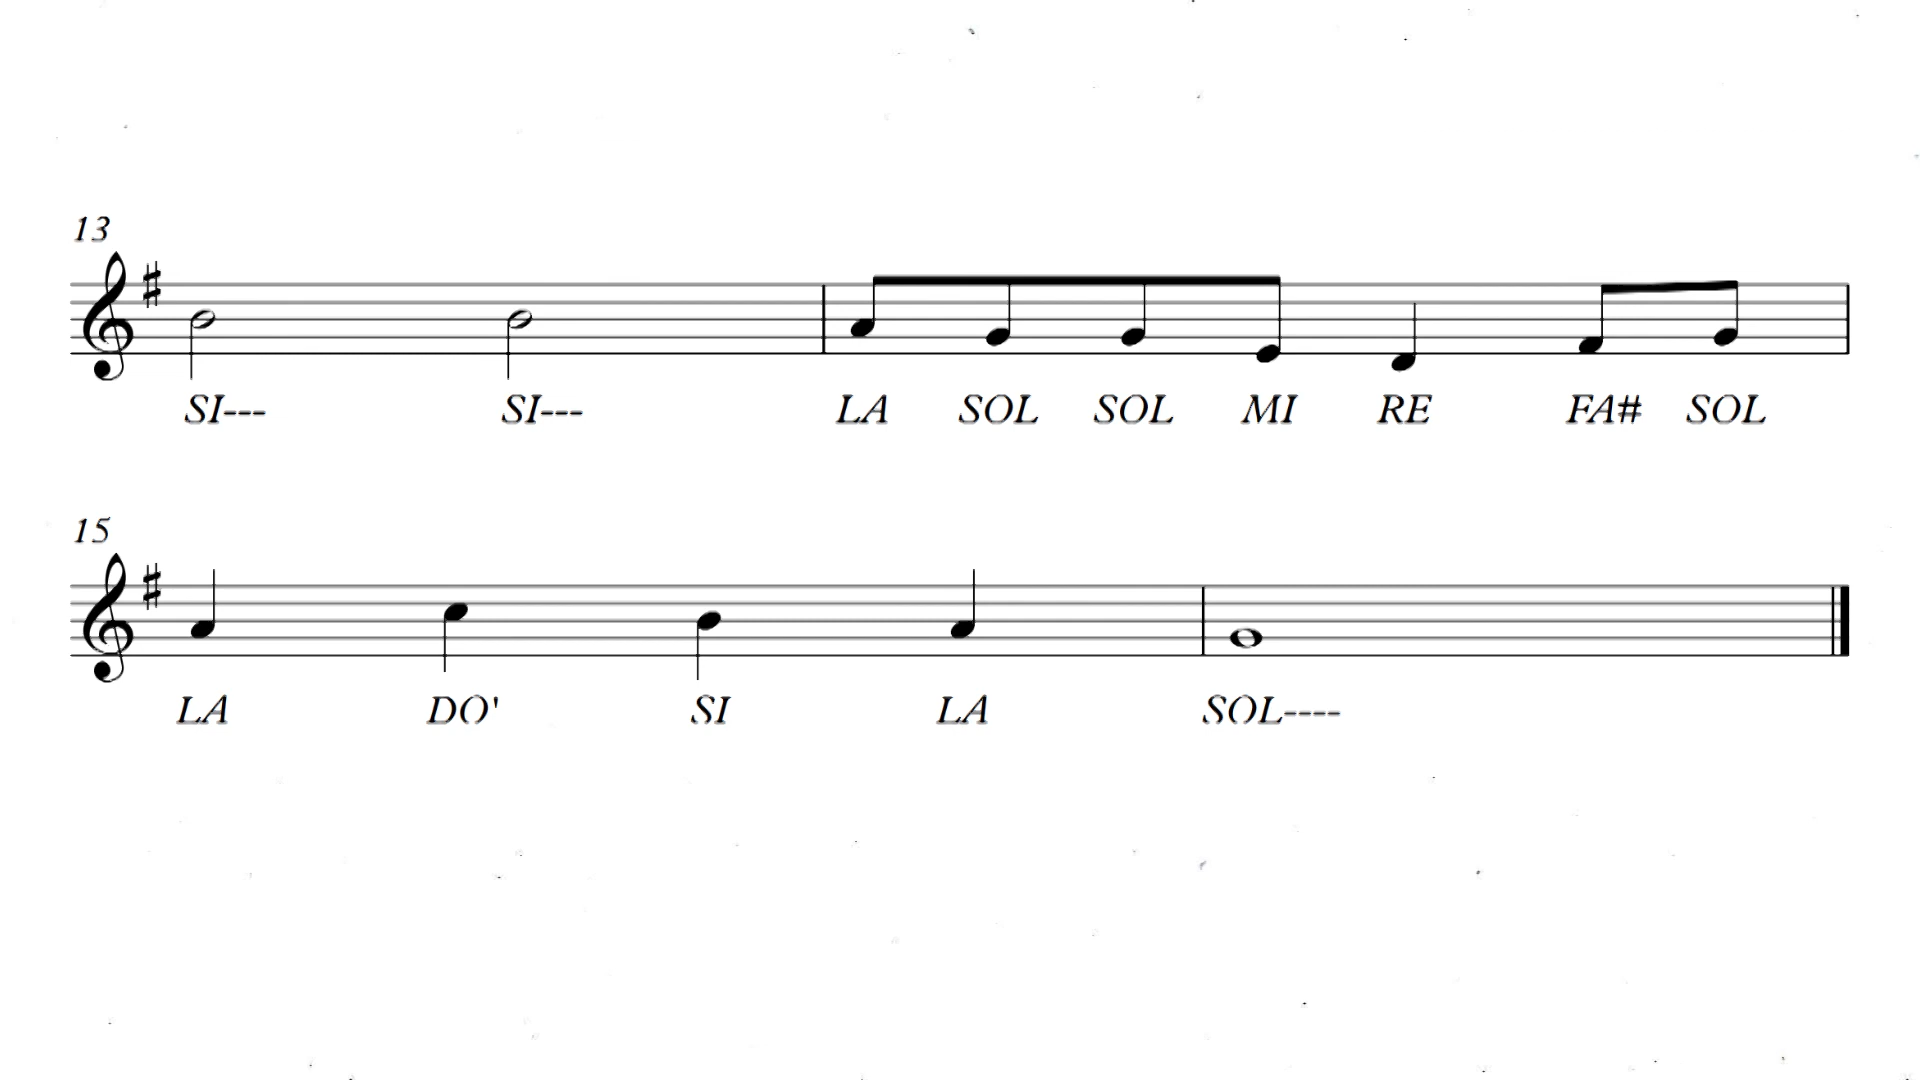 13
SI--- SI--- LA SOL SOL MI RE FA# SOL
15
LA DO' SI LA SOL----